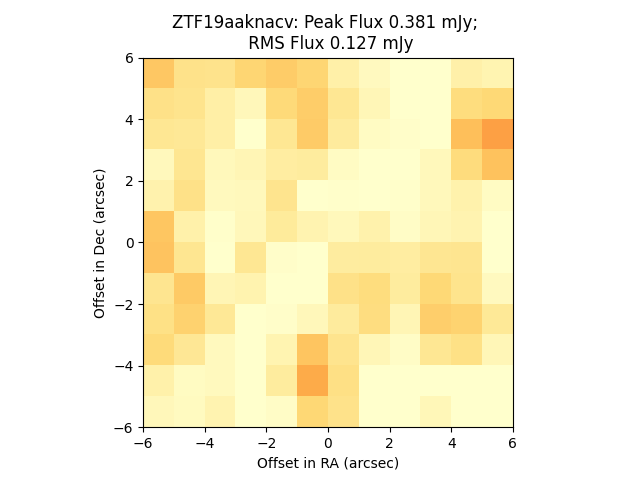 ZTF19aaknacv: Peak Flux 0.381 mJy;
RMS Flux 0.127 mJy
6
4
2
0
−2
−4
−6
Offset in Dec (arcsec)
−6 −4 −2 0 2 4 6
Offset in RA (arcsec)